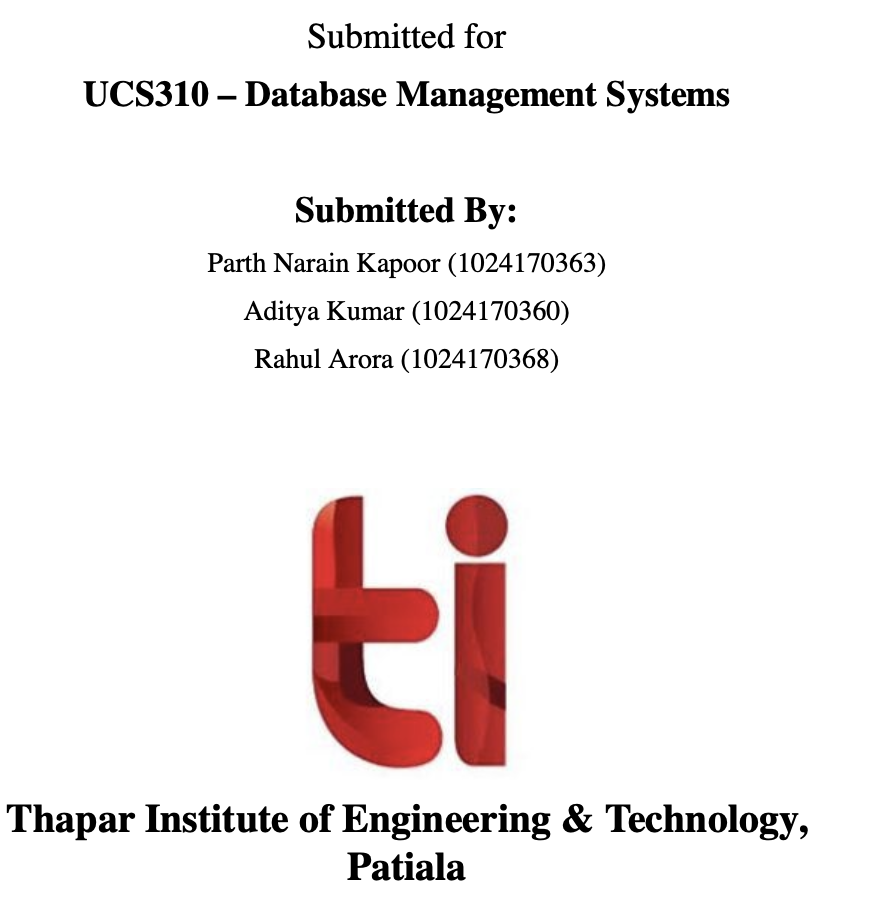 Submitted for
UCS310 – Database Management Systems
Submitted By:
Parth Narain Kapoor (1024170363)
Aditya Kumar (1024170360)
Rahul Arora (1024170368)
ti
Thapar Institute of Engineering & Technology,
Patiala